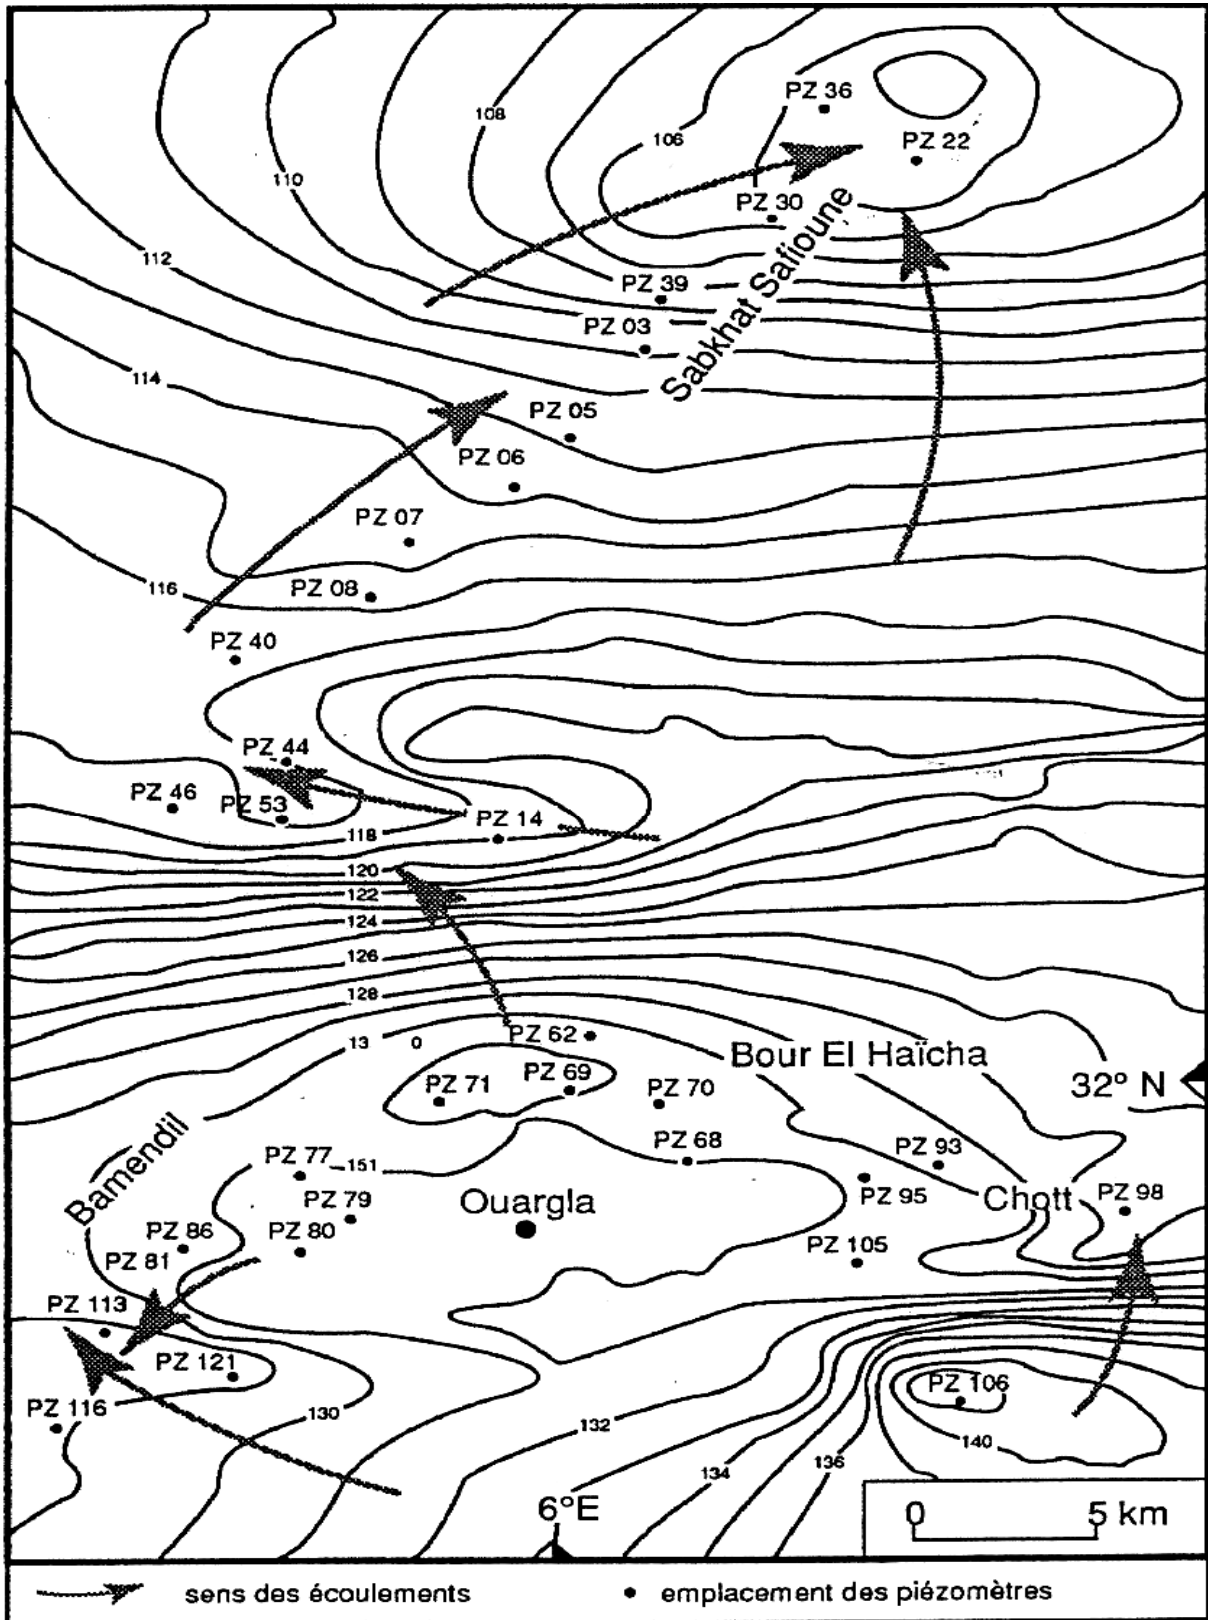 PZ 36
108
106
PZ 22
110
PZ 30
112
PZ 39
Sabkhat Safioune
PZ 03
114
PZ 05
PZ 06
PZ 07
116
PZ 08
PZ 40
PZ 44
PZ 46
PZ 53
PZ 14
118
120
122
124
126
128
13 0
PZ 62
Bour El Haïcha
PZ 71
PZ 69
PZ 70
32° N
Bamendil
PZ 77
151
PZ 68
PZ 93
PZ 79
Ouargla
PZ 95
Chott
PZ 98
PZ 86
PZ 80
PZ 81
PZ 105
PZ 113
PZ 121
PZ 106
PZ 116
130
132
140
134
136
6°E
0 5 km
sens des écoulements
emplacement des piézomètres